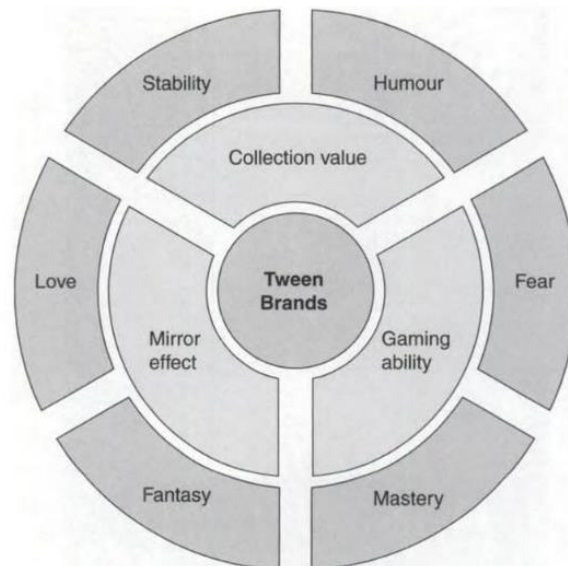 Stability
Humour
Collection value
Love
Tween
Brands
Fear
Mirror
effect
Gaming
ability
Fantasy
Mastery